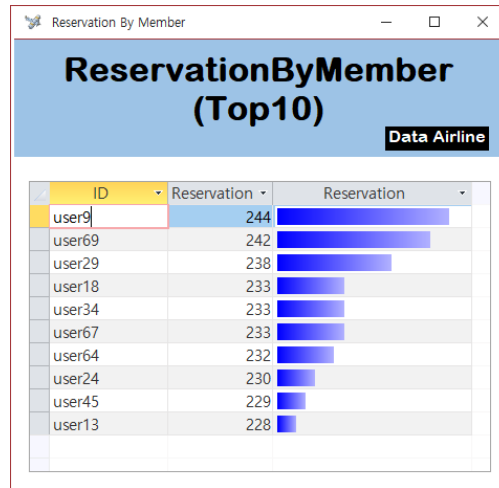 Reservation By Member
ReservationByMember
(Top10)
Data Airline
ID Reservation Reservation
user9 244
user69 242
user29 238
user18 233
user34 233
user67 233
user64 232
user24 230
user45 229
user13 228